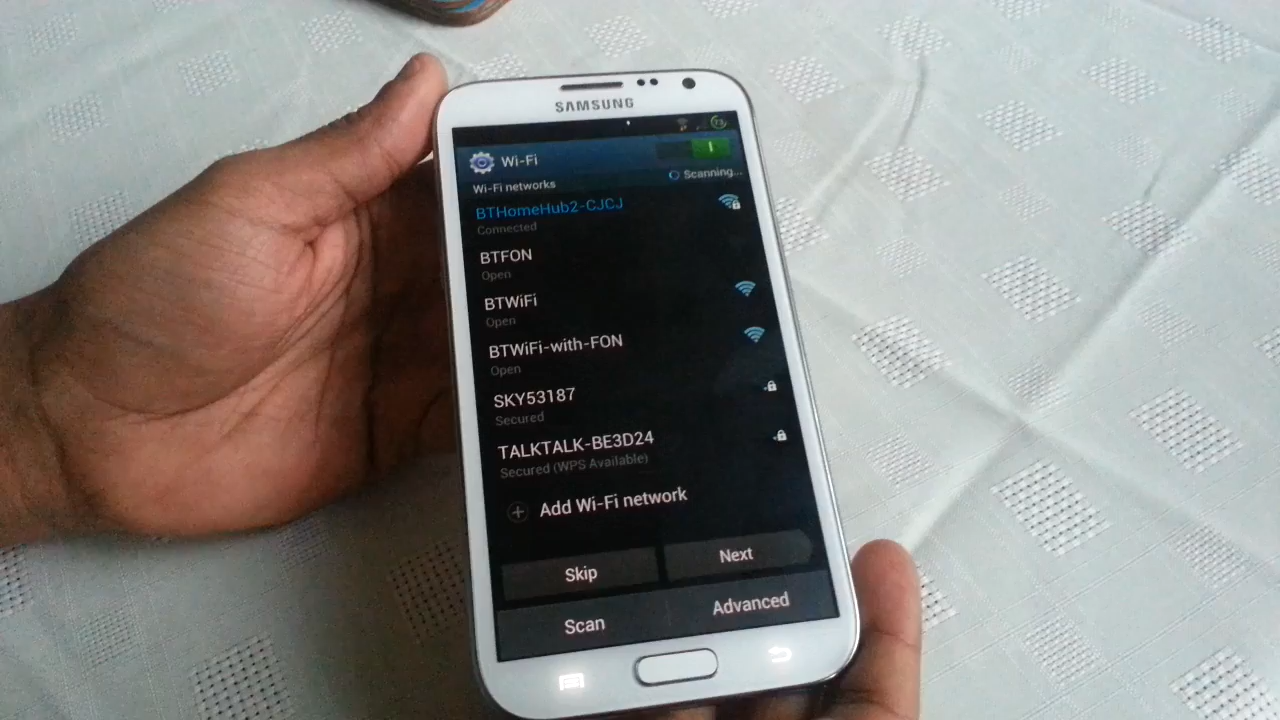 SAMSUNG
73
Wi-Fi
Wi-Fi networks
Scanning...
BTHomeHub2-CJCJ
Connected
BTFON
Open
BTWiFi
Open
BTWiFi-with-FON
Open
SKY53187
Secured
TALKTALK-BE3D24
Secured (WPS Available)
Add Wi-Fi network
Skip
Next
Scan
Advanced